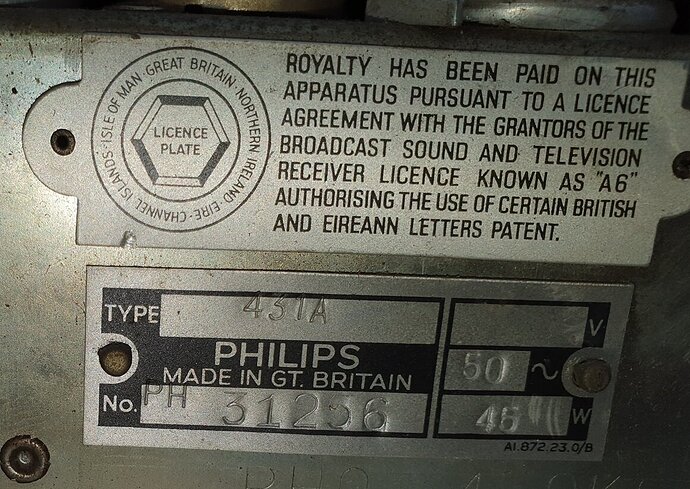 ISLE OF MAN · GREAT BRITAIN · NORTHERN IRELAND · EIRE · CHANNEL ISLANDS ·
LICENCE
PLATE
ROYALTY HAS BEEN PAID ON THIS
APPARATUS PURSUANT TO A LICENCE
AGREEMENT WITH THE GRANTORS OF THE
BROADCAST SOUND AND TELEVISION
RECEIVER LICENCE KNOWN AS "A6"
AUTHORISING THE USE OF CERTAIN BRITISH
AND EIREANN LETTERS PATENT.
TYPE 431A V
PHILIPS
MADE IN GT. BRITAIN
50 ~
No. PH 31256
46 W
A1.872.23.0/B